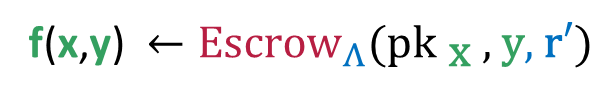 f(x,y) ← Escrow_Λ(pk_x, y, r′)